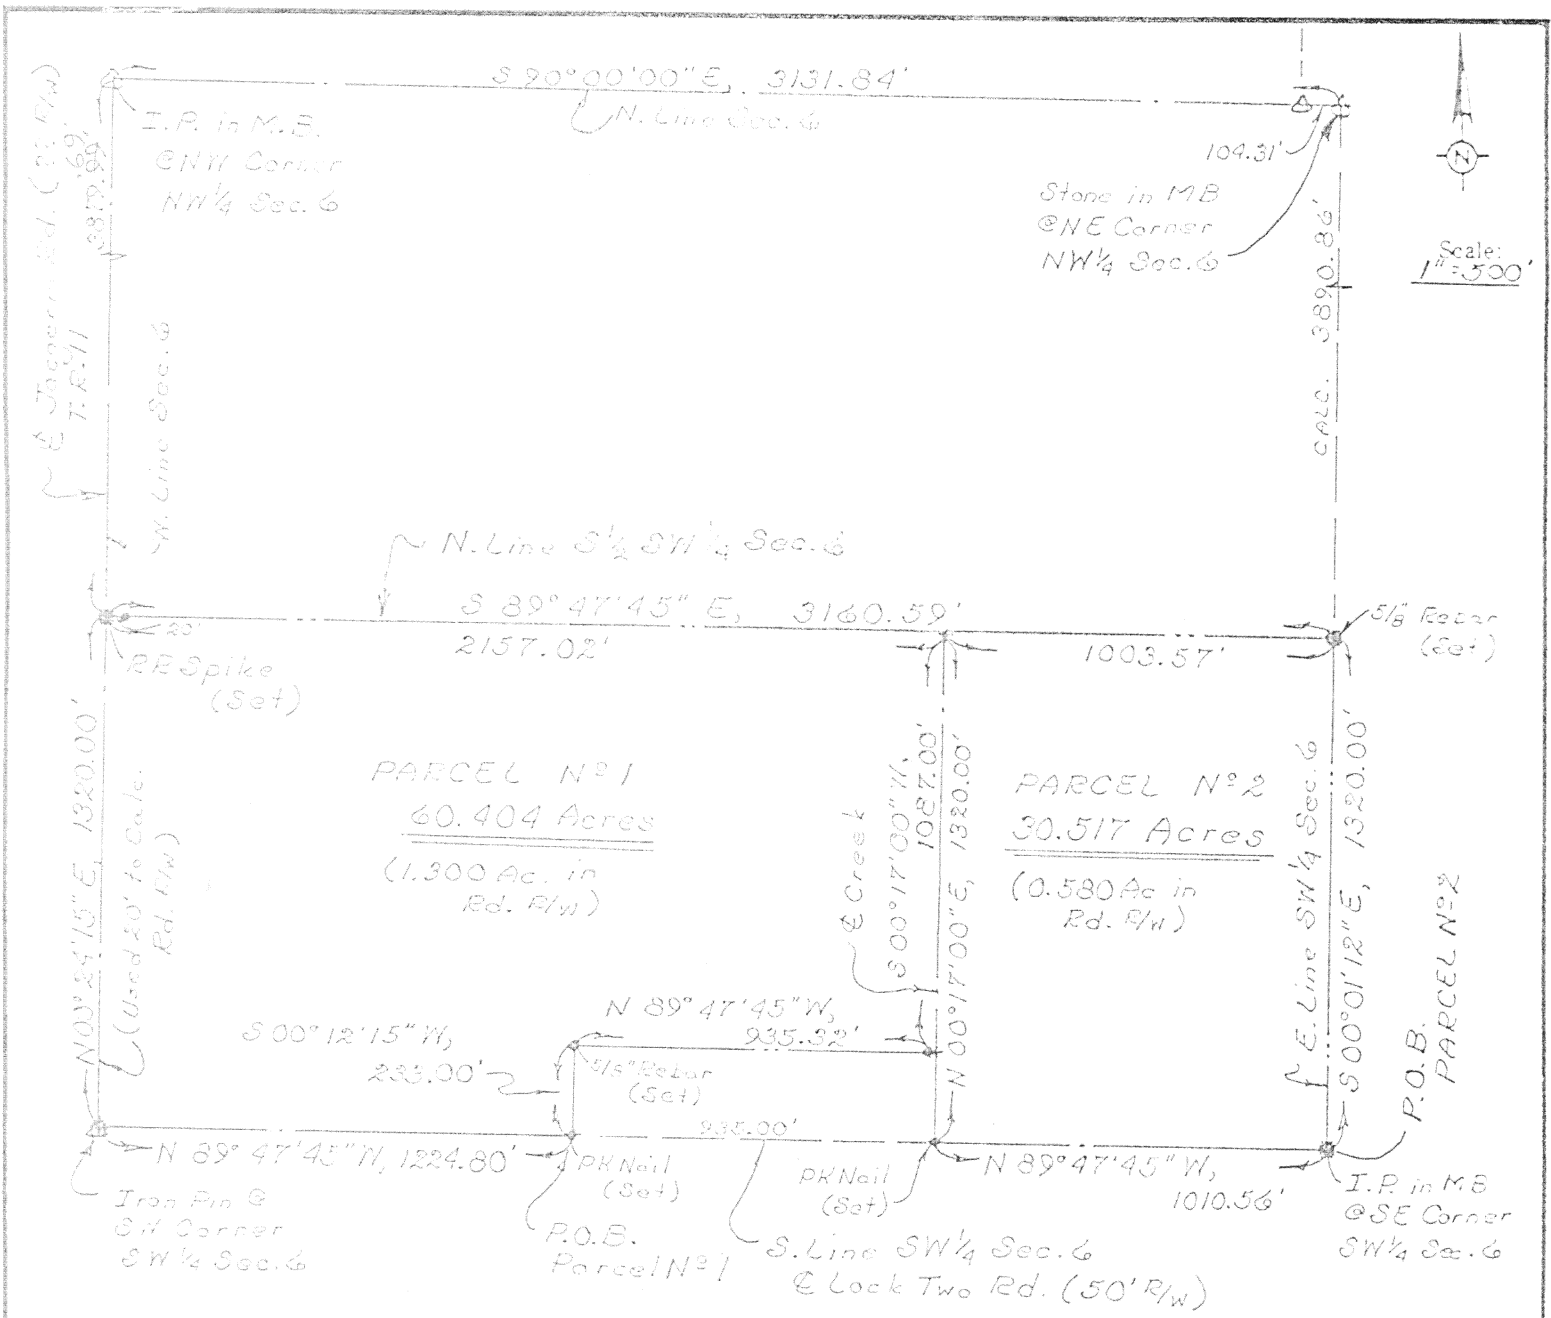 S 90°00'00" E, 3131.84'
N. Line Sec. 6
I.P. in M.B.
@ NW Corner
NW¼ Sec. 6
104.31'
Stone in MB
@ NE Corner
NW¼ Sec. 6
N
Scale:
1"=500'
CALC. 3890.86'
T.R.
W. Line Sec. 6
N. Line S½ SW¼ Sec. 6
S 89° 47'45" E, 3160.59'
2157.02'
1003.57'
20'
RR Spike
(Set)
5/8" Rebar
(Set)
1320.00'
(Used 20' to Calc.
Rd. R/W)
PARCEL Nº 1
60.404 Acres
(1.300 Ac. in
Rd. R/W)
℄ Creek
S 00°17'00" W,
1087.00'
N 00°17'00" E, 1320.00'
PARCEL Nº 2
30.517 Acres
(0.580 Ac in
Rd. R/W)
E. Line SW¼ Sec. 6
S 00°01'12" E, 1320.00'
P.O.B.
PARCEL Nº 2
N 89° 47'45" W,
935.32'
S 00° 12'15" W,
233.00'
5/8" Rebar
(Set)
935.00'
N 89° 47'45" W, 1224.80'
PK Nail
(Set)
PK Nail
(Set)
N 89° 47'45" W,
1010.56'
Iron Pin @
SW Corner
SW¼ Sec. 6
P.O.B.
Parcel Nº 1
S. Line SW¼ Sec. 6
℄ Lock Two Rd. (50' R/W)
I.P. in MB
@ SE Corner
SW¼ Sec. 6